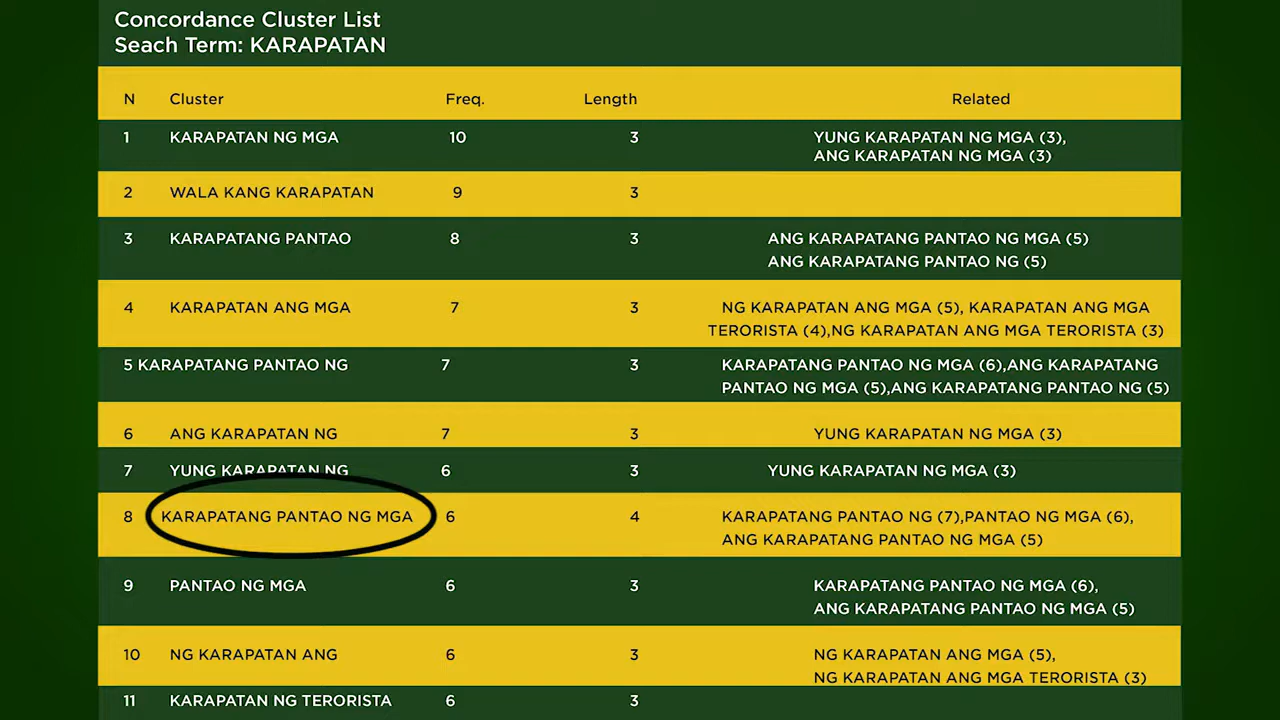 Concordance Cluster List
Seach Term: KARAPATAN
N Cluster Freq. Length Related
1 KARAPATAN NG MGA 10 3 YUNG KARAPATAN NG MGA (3),
ANG KARAPATAN NG MGA (3)
2 WALA KANG KARAPATAN 9 3
3 KARAPATANG PANTAO 8 3 ANG KARAPATANG PANTAO NG MGA (5)
ANG KARAPATANG PANTAO NG (5)
4 KARAPATAN ANG MGA 7 3 NG KARAPATAN ANG MGA (5), KARAPATAN ANG MGA
TERORISTA (4),NG KARAPATAN ANG MGA TERORISTA (3)
5 KARAPATANG PANTAO NG 7 3 KARAPATANG PANTAO NG MGA (6),ANG KARAPATANG
PANTAO NG MGA (5),ANG KARAPATANG PANTAO NG (5)
6 ANG KARAPATAN NG 7 3 YUNG KARAPATAN NG MGA (3)
7 YUNG KARAPATAN NG 6 3 YUNG KARAPATAN NG MGA (3)
8 KARAPATANG PANTAO NG MGA 6 4 KARAPATANG PANTAO NG (7),PANTAO NG MGA (6),
ANG KARAPATANG PANTAO NG MGA (5)
9 PANTAO NG MGA 6 3 KARAPATANG PANTAO NG MGA (6),
ANG KARAPATANG PANTAO NG MGA (5)
10 NG KARAPATAN ANG 6 3 NG KARAPATAN ANG MGA (5),
NG KARAPATAN ANG MGA TERORISTA (3)
11 KARAPATAN NG TERORISTA 6 3